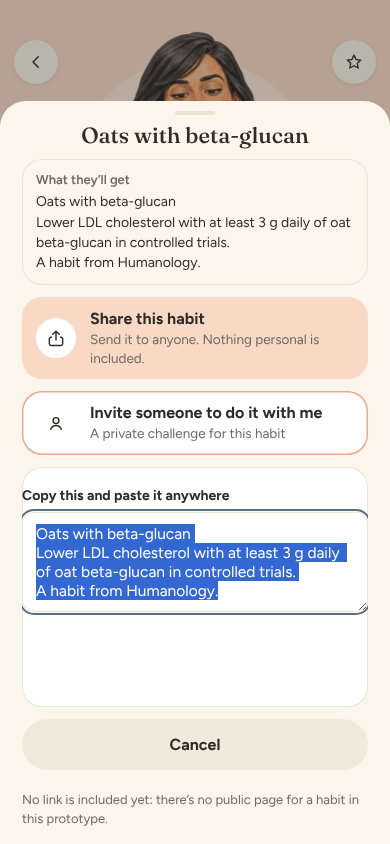 Oats with beta-glucan
What they'll get
Oats with beta-glucan
Lower LDL cholesterol with at least 3 g daily of oat
beta-glucan in controlled trials.
A habit from Humanology.
Share this habit
Send it to anyone. Nothing personal is
included.
Invite someone to do it with me
A private challenge for this habit
Copy this and paste it anywhere
Oats with beta-glucan
Lower LDL cholesterol with at least 3 g daily
of oat beta-glucan in controlled trials.
A habit from Humanology.
Cancel
No link is included yet: there's no public page for a habit in
this prototype.